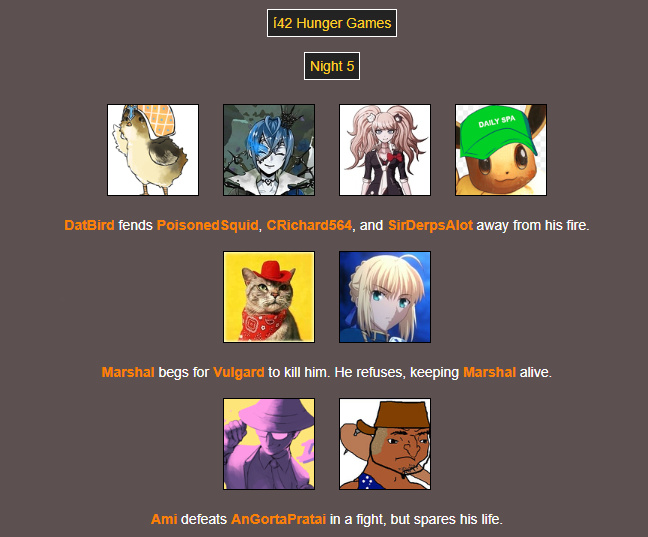 í42 Hunger Games
Night 5
DAILY SPA
DatBird fends PoisonedSquid, CRichard564, and SirDerpsAlot away from his fire.
Marshal begs for Vulgard to kill him. He refuses, keeping Marshal alive.
Ami defeats AnGortaPratai in a fight, but spares his life.